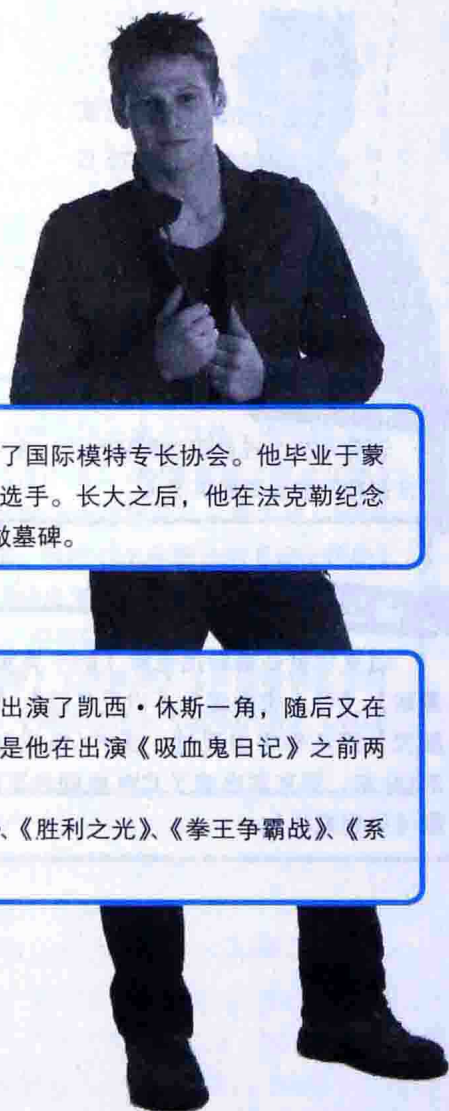 了国际模特专长协会。他毕业于蒙
选手。长大之后，他在法克勒纪念
做墓碑。
出演了凯西·休斯一角，随后又在
是他在出演《吸血鬼日记》之前两
、《胜利之光》、《拳王争霸战》、《系